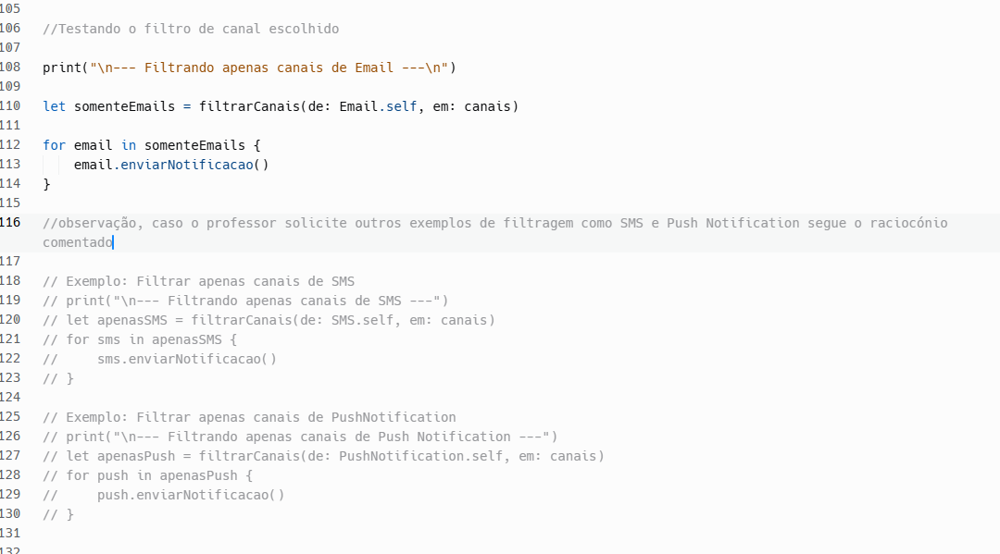 105
106 //Testando o filtro de canal escolhido
107
108 print("\n--- Filtrando apenas canais de Email ---\n")
109
110 let somenteEmails = filtrarCanais(de: Email.self, em: canais)
111
112 for email in somenteEmails {
113     email.enviarNotificacao()
114 }
115
116 //observação, caso o professor solicite outros exemplos de filtragem como SMS e Push Notification segue o raciocónio
comentado
117
118 // Exemplo: Filtrar apenas canais de SMS
119 // print("\n--- Filtrando apenas canais de SMS ---")
120 // let apenasSMS = filtrarCanais(de: SMS.self, em: canais)
121 // for sms in apenasSMS {
122 //     sms.enviarNotificacao()
123 // }
124
125 // Exemplo: Filtrar apenas canais de PushNotification
126 // print("\n--- Filtrando apenas canais de Push Notification ---")
127 // let apenasPush = filtrarCanais(de: PushNotification.self, em: canais)
128 // for push in apenasPush {
129 //     push.enviarNotificacao()
130 // }
131
132